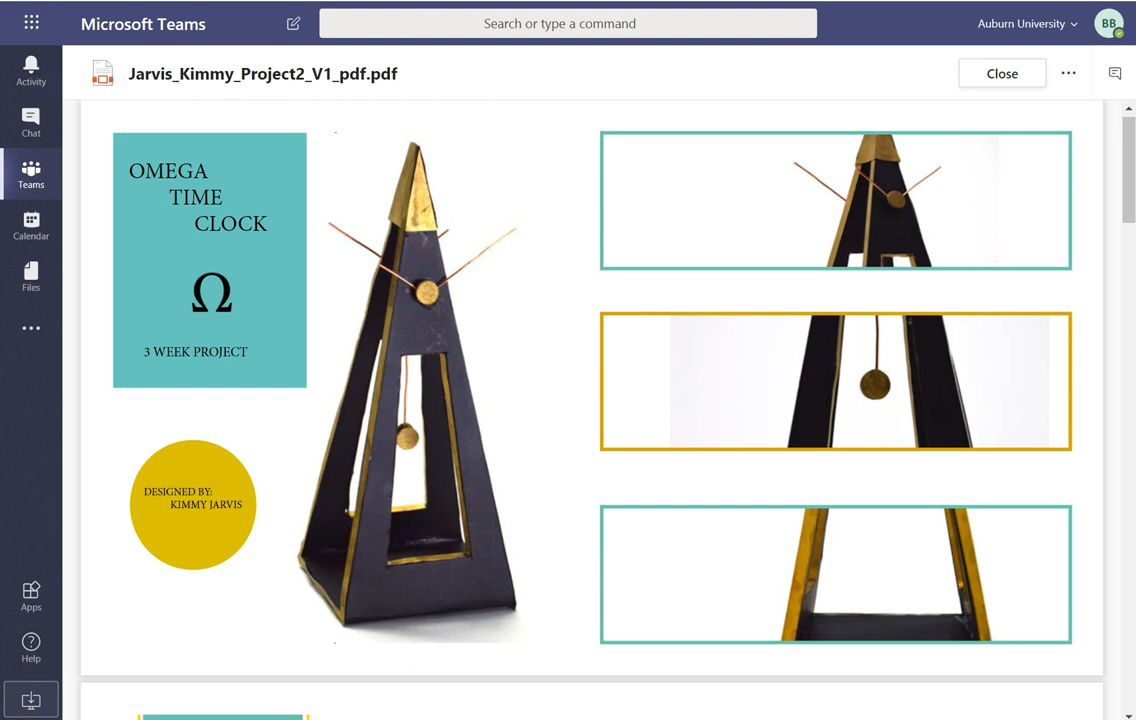 Microsoft Teams
Search or type a command
Auburn University
BB
Activity
Chat
Teams
Calendar
Files
Apps
Help
Jarvis_Kimmy_Project2_V1_pdf.pdf
Close
OMEGA
TIME
CLOCK
Ω
3 WEEK PROJECT
DESIGNED BY:
KIMMY JARVIS